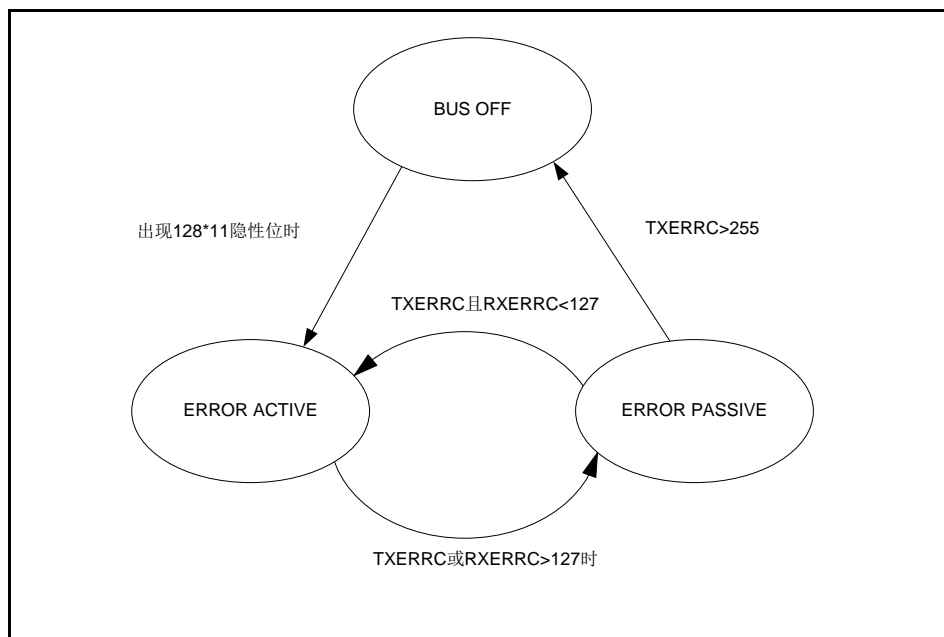 BUS OFF
出现128*11隐性位时
TXERRC>255
TXERRC且RXERRC<127
ERROR ACTIVE
ERROR PASSIVE
TXERRC或RXERRC>127时